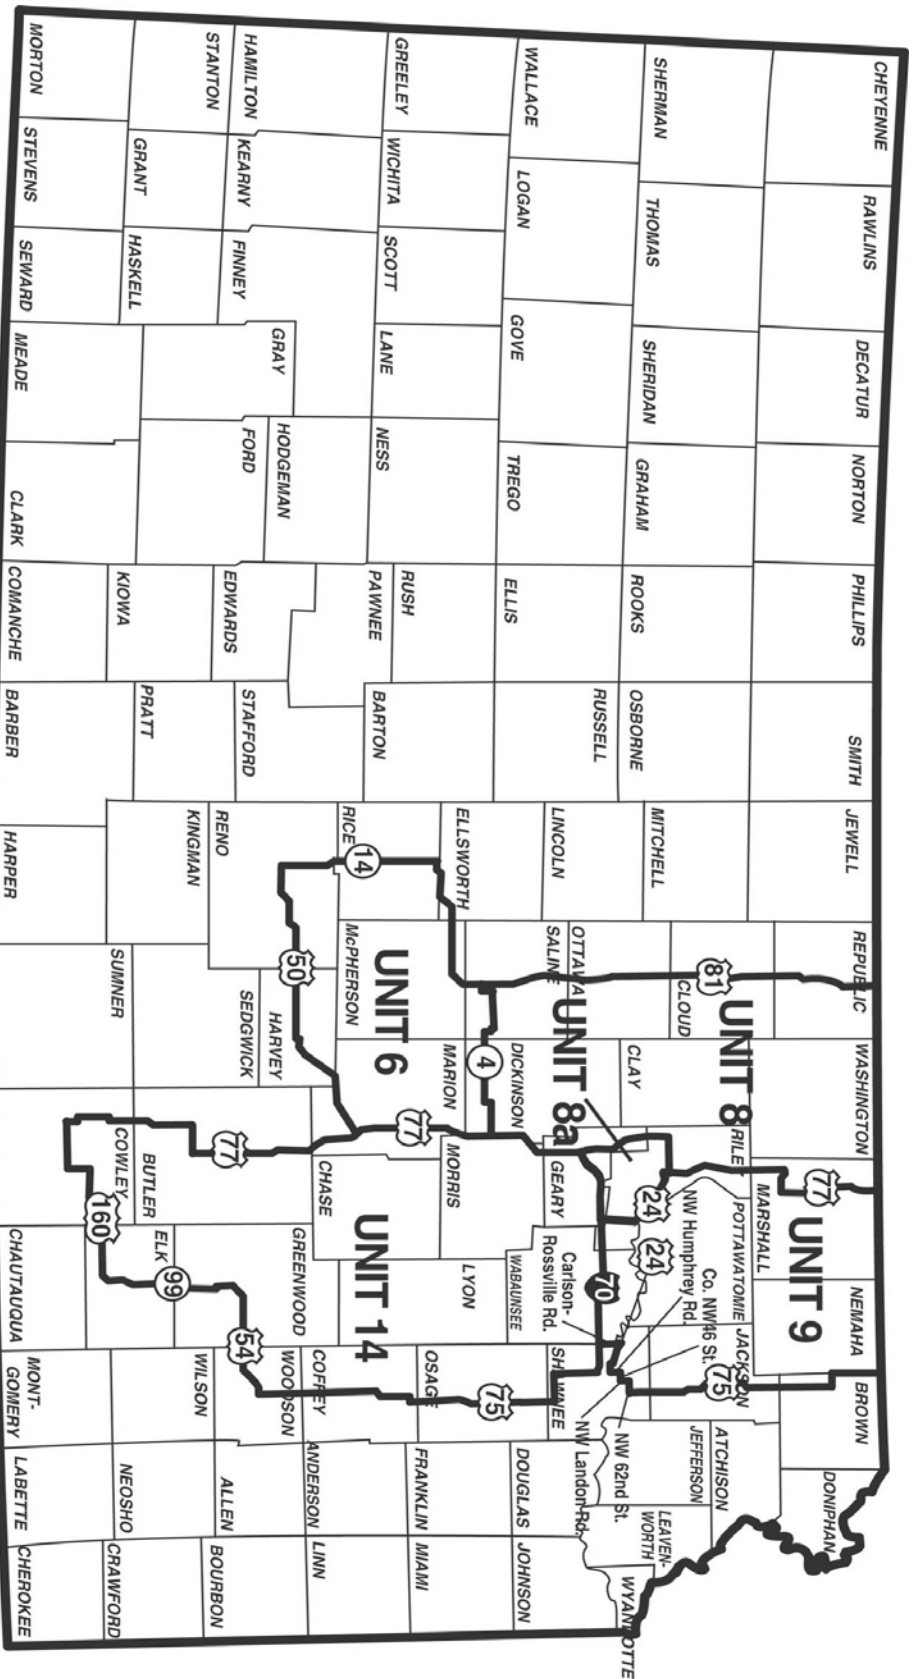 CHEYENNE
RAWLINS
DECATUR
NORTON
PHILLIPS
SMITH
JEWELL
REPUBLIC
WASHINGTON
MARSHALL
NEMAHA
BROWN
DONIPHAN
SHERMAN
THOMAS
SHERIDAN
GRAHAM
ROOKS
OSBORNE
MITCHELL
CLOUD
CLAY
RILEY
POTTAWATOMIE
JACKSON
ATCHISON
JEFFERSON
LEAVEN-
WORTH
WYANDOTTE
WALLACE
LOGAN
GOVE
TREGO
ELLIS
RUSSELL
LINCOLN
OTTAWA
SALINE
DICKINSON
GEARY
WABAUNSEE
SHAWNEE
DOUGLAS
JOHNSON
GREELEY
WICHITA
SCOTT
LANE
NESS
RUSH
BARTON
ELLSWORTH
RICE
McPHERSON
MARION
MORRIS
CHASE
LYON
OSAGE
FRANKLIN
MIAMI
HAMILTON
KEARNY
FINNEY
GRAY
HODGEMAN
PAWNEE
EDWARDS
STAFFORD
RENO
HARVEY
SEDGWICK
BUTLER
GREENWOOD
COFFEY
WOODSON
ANDERSON
LINN
STANTON
GRANT
HASKELL
FORD
KIOWA
PRATT
KINGMAN
ELK
WILSON
ALLEN
BOURBON
NEOSHO
CRAWFORD
MORTON
STEVENS
SEWARD
MEADE
CLARK
COMANCHE
BARBER
HARPER
SUMNER
COWLEY
CHAUTAUQUA
MONT-
GOMERY
LABETTE
CHEROKEE
UNIT 8
UNIT 8a
UNIT 9
UNIT 6
UNIT 14
81
77
24
24
70
75
4
14
50
77
77
75
54
99
160
NW Humphrey Rd.
Co. NW46 St.
Carlson-
Rossville Rd.
NW 62nd St.
NW Landon Rd.